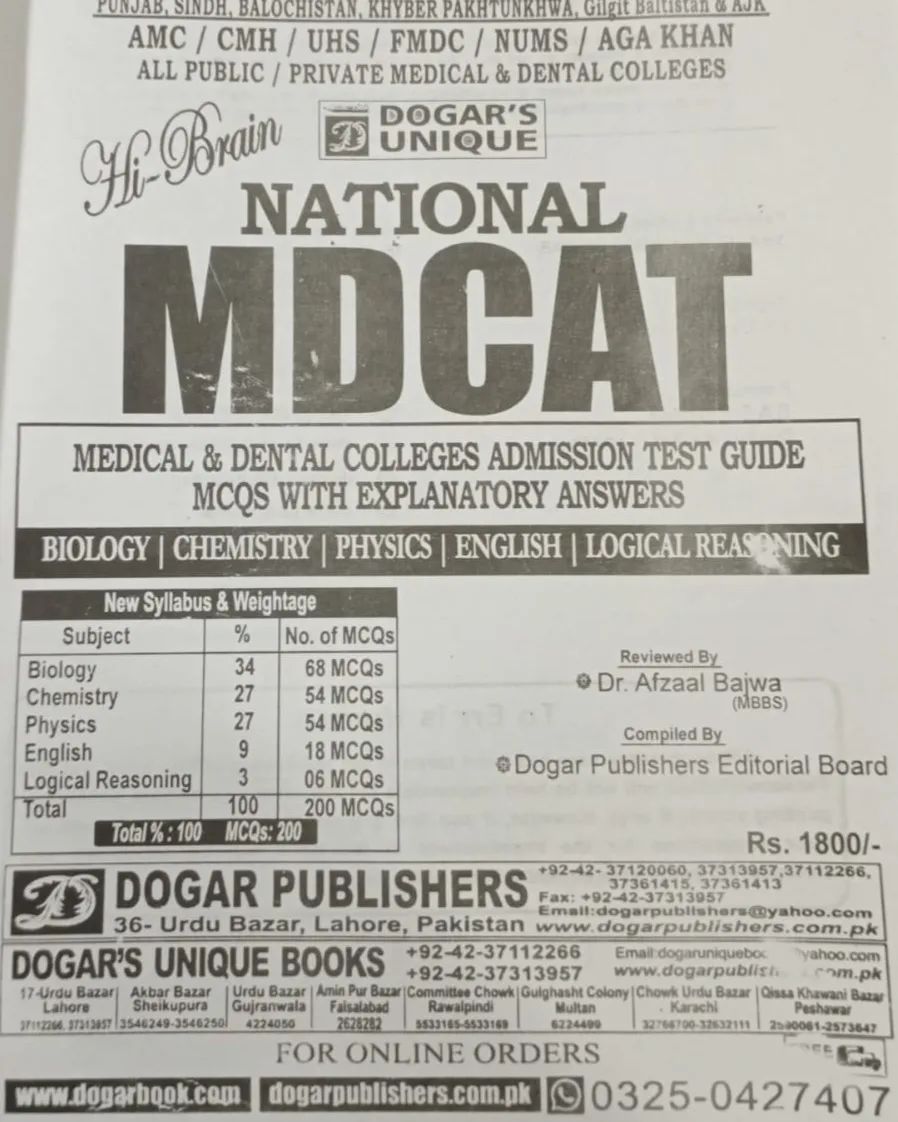 PUNJAB, SINDH, BALOCHISTAN, KHYBER PAKHTUNKHWA, Gilgit Baltistan & AJK
AMC / CMH / UHS / FMDC / NUMS / AGA KHAN
ALL PUBLIC / PRIVATE MEDICAL & DENTAL COLLEGES
Hi-Brain
DOGAR'S
UNIQUE
NATIONAL
MDCAT
MEDICAL & DENTAL COLLEGES ADMISSION TEST GUIDE
MCQS WITH EXPLANATORY ANSWERS
BIOLOGY | CHEMISTRY | PHYSICS | ENGLISH | LOGICAL REASONING
New Syllabus & Weightage
Subject % No. of MCQs
Biology 34 68 MCQs
Chemistry 27 54 MCQs
Physics 27 54 MCQs
English 9 18 MCQs
Logical Reasoning 3 06 MCQs
Total 100 200 MCQs
Total % : 100 MCQs: 200
Reviewed By
Dr. Afzaal Bajwa
(MBBS)
Compiled By
Dogar Publishers Editorial Board
Rs. 1800/-
DOGAR PUBLISHERS
36- Urdu Bazar, Lahore, Pakistan
+92-42- 37120060, 37313957,37112266,
37361415, 37361413
Fax: +92-42-37313957
Email:dogarpublishers@yahoo.com
www.dogarpublishers.com.pk
DOGAR'S UNIQUE BOOKS
+92-42-37112266
+92-42-37313957
17-Urdu Bazar Lahore 37112266, 37313957
Akbar Bazar Sheikupura 3546249-3546250
Urdu Bazar Gujranwala 4224050
Amin Pur Bazar Faisalabad 2628282
Committee Chowk Rawalpindi 5533165-5533169
Gulghasht Colony Multan 6224499
Chowk Urdu Bazar Karachi
Qissa Khawani Bazar Peshawar
FOR ONLINE ORDERS
www.dogarbook.com dogarpublishers.com.pk 0325-0427407